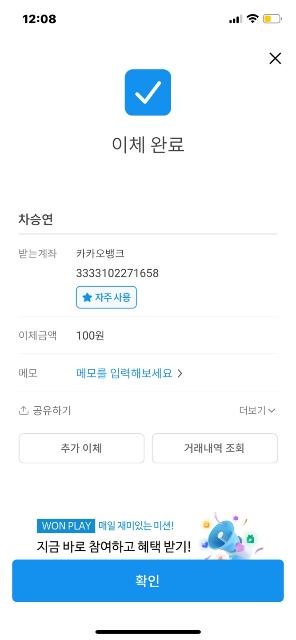 12:08
이체 완료
차승연
받는계좌 카카오뱅크
3333102271658
자주 사용
이체금액 100원
메모 메모를 입력해보세요 >
공유하기 더보기
추가 이체 거래내역 조회
WON PLAY 매일 재미있는 미션!
지금 바로 참여하고 혜택 받기!
확인